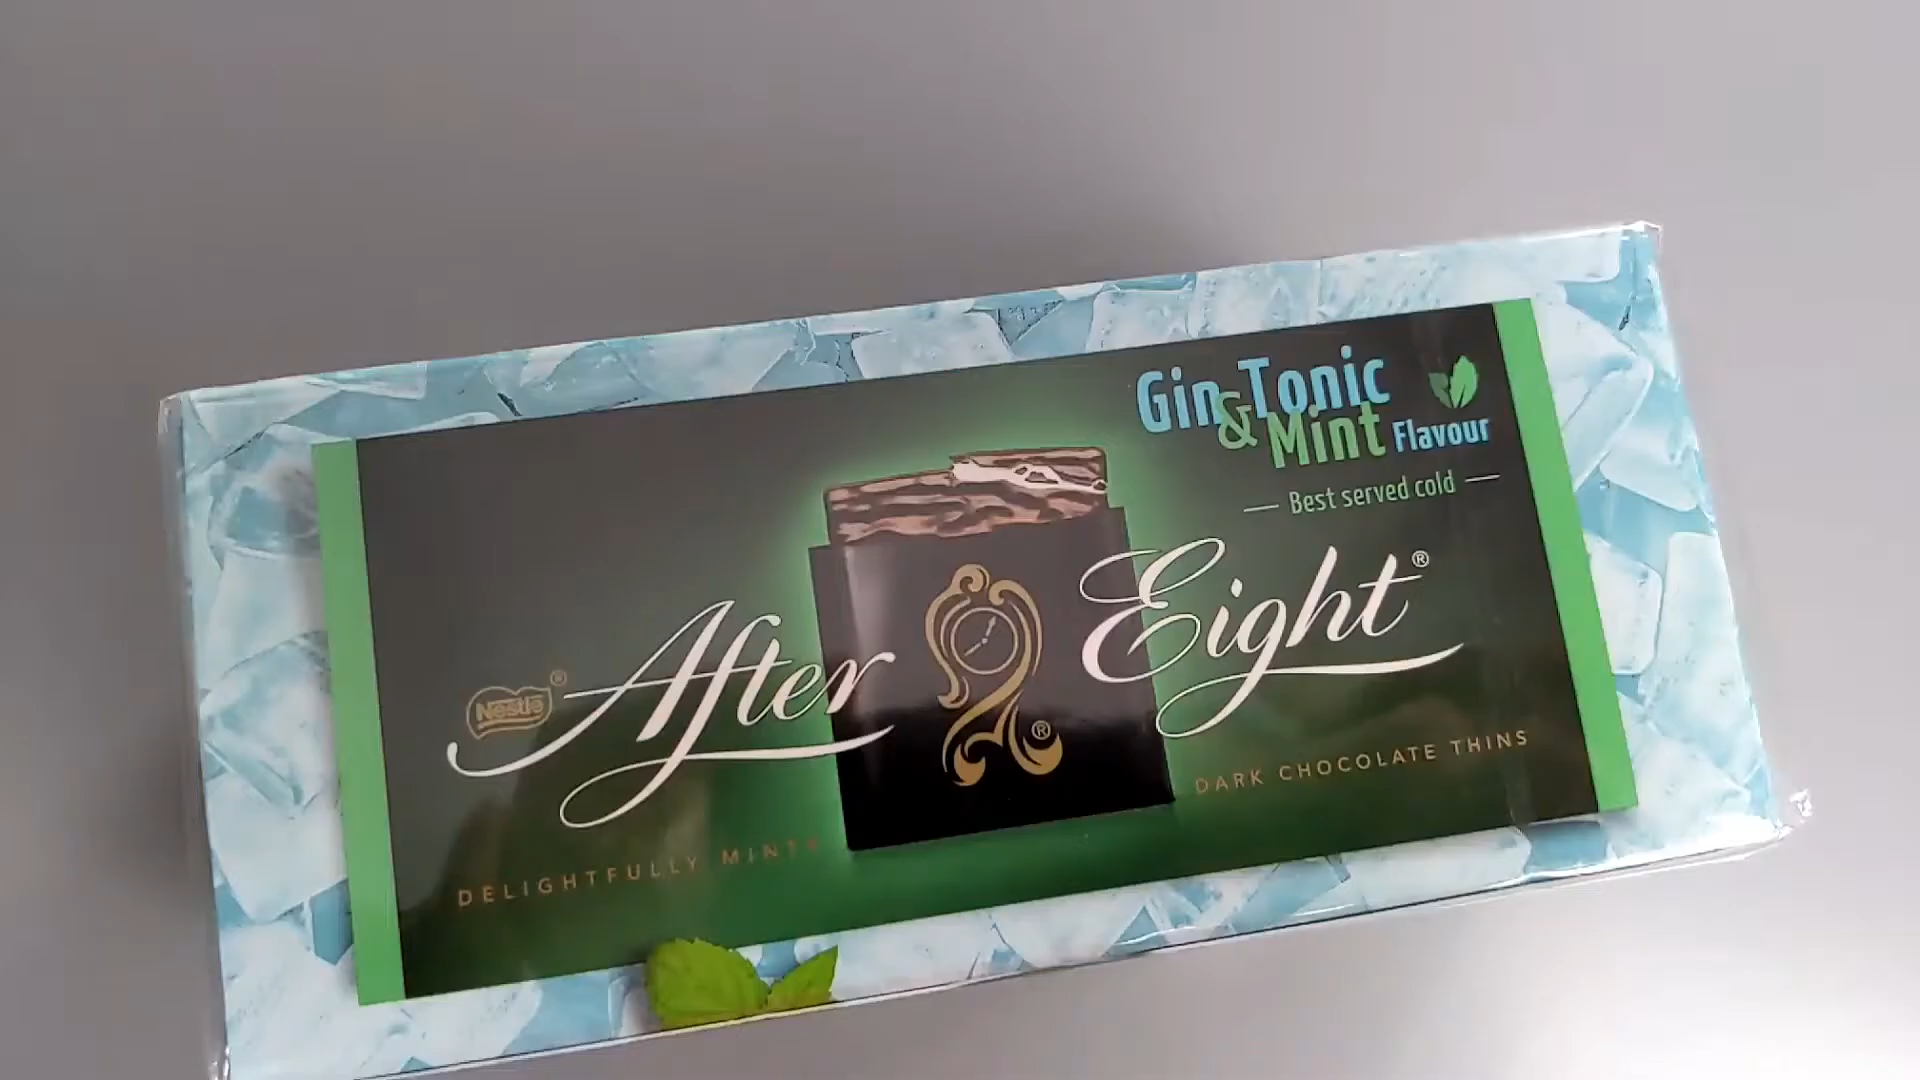 Gin Tonic
& Mint Flavour
Best served cold
Nestlé® After Eight®
®
DELIGHTFULLY MINTY
DARK CHOCOLATE THINS